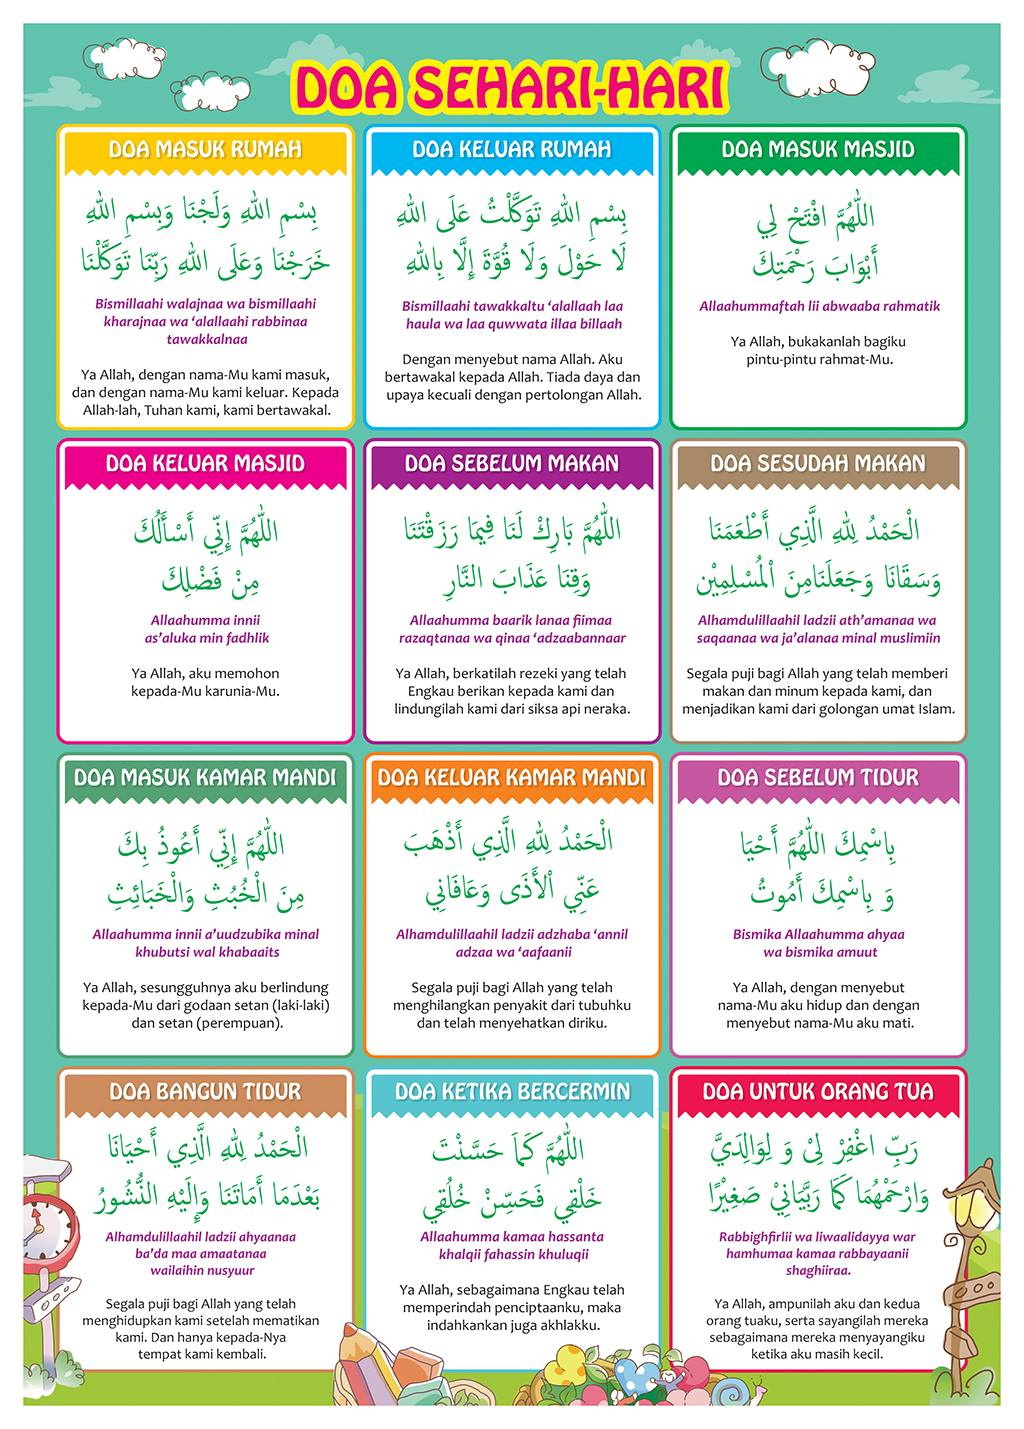 DOA SEHARI-HARI
DOA MASUK RUMAH
بِسْمِ اللهِ وَلَجْنَا وَبِسْمِ اللهِ
خَرَجْنَا وَعَلَى اللهِ رَبِّنَا تَوَكَّلْنَا
Bismillaahi walajnaa wa bismillaahi
kharajnaa wa ‘alallaahi rabbinaa
tawakkalnaa
Ya Allah, dengan nama-Mu kami masuk,
dan dengan nama-Mu kami keluar. Kepada
Allah-lah, Tuhan kami, kami bertawakal.
DOA KELUAR RUMAH
بِسْمِ اللهِ تَوَكَّلْتُ عَلَى اللهِ
لَا حَوْلَ وَلَا قُوَّةَ إِلَّا بِاللهِ
Bismillaahi tawakkaltu ‘alallaah laa
haula wa laa quwwata illaa billaah
Dengan menyebut nama Allah. Aku
bertawakal kepada Allah. Tiada daya dan
upaya kecuali dengan pertolongan Allah.
DOA MASUK MASJID
اللّٰهُمَّ افْتَحْ لِي
أَبْوَابَ رَحْمَتِكَ
Allaahummaftah lii abwaaba rahmatik
Ya Allah, bukakanlah bagiku
pintu-pintu rahmat-Mu.
DOA KELUAR MASJID
اللّٰهُمَّ إِنِّي أَسْأَلُكَ
مِنْ فَضْلِكَ
Allaahumma innii
as’aluka min fadhlik
Ya Allah, aku memohon
kepada-Mu karunia-Mu.
DOA SEBELUM MAKAN
اللّٰهُمَّ بَارِكْ لَنَا فِيمَا رَزَقْتَنَا
وَقِنَا عَذَابَ النَّارِ
Allaahumma baarik lanaa fiimaa
razaqtanaa wa qinaa ‘adzaabannaar
Ya Allah, berkatilah rezeki yang telah
Engkau berikan kepada kami dan
lindungilah kami dari siksa api neraka.
DOA SESUDAH MAKAN
الْحَمْدُ لِلهِ الَّذِي أَطْعَمَنَا
وَسَقَانَا وَجَعَلَنَامِنَ الْمُسْلِمِيْن
Alhamdulillaahil ladzii ath’amanaa wa
saqaanaa wa ja’alanaa minal muslimiin
Segala puji bagi Allah yang telah memberi
makan dan minum kepada kami, dan
menjadikan kami dari golongan umat Islam.
DOA MASUK KAMAR MANDI
اللّٰهُمَّ إِنِّي أَعُوذُ بِكَ
مِنَ الْخُبُثِ وَالْخَبَائِثِ
Allaahumma innii a’uudzubika minal
khubutsi wal khabaaits
Ya Allah, sesungguhnya aku berlindung
kepada-Mu dari godaan setan (laki-laki)
dan setan (perempuan).
DOA KELUAR KAMAR MANDI
الْحَمْدُ لِلهِ الَّذِي أَذْهَبَ
عَنِّي الْأَذَى وَعَافَانِي
Alhamdulillaahil ladzii adzhaba ‘annil
adzaa wa ‘aafaanii
Segala puji bagi Allah yang telah
menghilangkan penyakit dari tubuhku
dan telah menyehatkan diriku.
DOA SEBELUM TIDUR
بِاسْمِكَ اللّٰهُمَّ أَحْيَا
وَ بِاسْمِكَ أَمُوتُ
Bismika Allaahumma ahyaa
wa bismika amuut
Ya Allah, dengan menyebut
nama-Mu aku hidup dan dengan
menyebut nama-Mu aku mati.
DOA BANGUN TIDUR
الْحَمْدُ لِلهِ الَّذِي أَحْيَانَا
بَعْدَمَا أَمَاتَنَا وَإِلَيْهِ النُّشُورُ
Alhamdulillaahil ladzii ahyaanaa
ba’da maa amaatanaa
wailaihin nusyuur
Segala puji bagi Allah yang telah
menghidupkan kami setelah mematikan
kami. Dan hanya kepada-Nya
tempat kami kembali.
DOA KETIKA BERCERMIN
اللّٰهُمَّ كَمَا حَسَّنْتَ
خَلْقِي فَحَسِّنْ خُلُقِي
Allaahumma kamaa hassanta
khalqii fahassin khuluqii
Ya Allah, sebagaimana Engkau telah
memperindah penciptaanku, maka
indahkankan juga akhlakku.
DOA UNTUK ORANG TUA
رَبِّ اغْفِرْ لِيْ وَ لِوَالِدَيَّ
وَارْحَمْهُمَا كَمَا رَبَّيَانِيْ صَغِيْرًا
Rabbighfirlii wa liwaalidayya war
hamhumaa kamaa rabbayaanii
shaghiiraa.
Ya Allah, ampunilah aku dan kedua
orang tuaku, serta sayangilah mereka
sebagaimana mereka menyayangiku
ketika aku masih kecil.